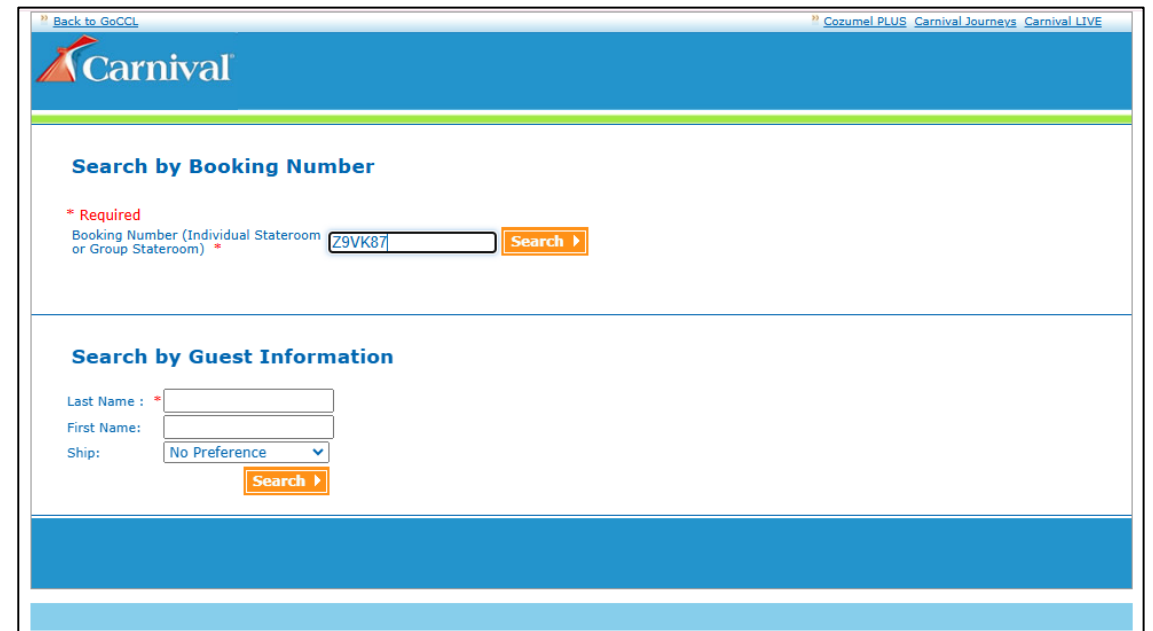 » Back to GoCCL
» Cozumel PLUS Carnival Journeys Carnival LIVE
Carnival®
Search by Booking Number
* Required
Booking Number (Individual Stateroom
or Group Stateroom) *
Z9VK87
Search
Search by Guest Information
Last Name : *
First Name:
Ship: No Preference
Search